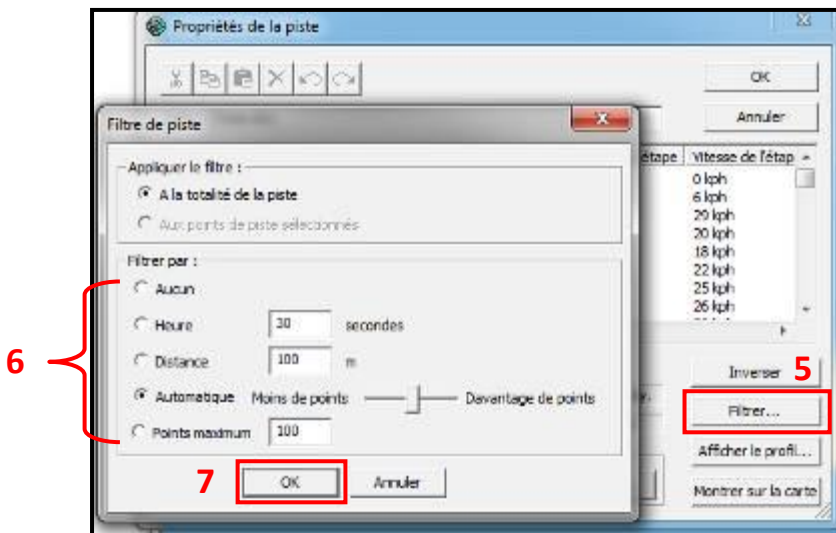 Propriétés de la piste
OK
Annuler
Filtre de piste
étape Vitesse de l'étap
Appliquer le filtre :
A la totalité de la piste
Aux points de piste sélectionnés
0 kph
6 kph
29 kph
20 kph
18 kph
22 kph
25 kph
26 kph
Filtrer par :
Aucun
Heure 30 secondes
Distance 100 m
Automatique Moins de points Davantage de points
Points maximum 100
6
Inverser 5
Filtrer...
Afficher le profil...
7 OK Annuler
Montrer sur la carte